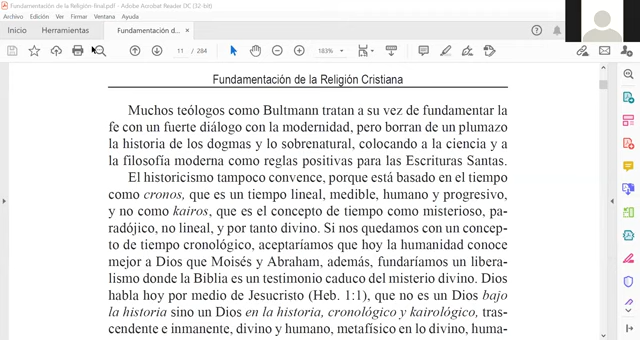 Fundamentación de la Religión final.pdf - Adobe Acrobat Reader DC (32-bit)
Archivo Edición Ver Firmar Ventana Ayuda
Inicio Herramientas Fundamentación d... ×
11 / 284 183%
Fundamentación de la Religión Cristiana
Muchos teólogos como Bultmann tratan a su vez de fundamentar la
fe con un fuerte diálogo con la modernidad, pero borran de un plumazo
la historia de los dogmas y lo sobrenatural, colocando a la ciencia y a
la filosofía moderna como reglas positivas para las Escrituras Santas.
El historicismo tampoco convence, porque está basado en el tiempo
como cronos, que es un tiempo lineal, medible, humano y progresivo,
y no como kairos, que es el concepto de tiempo como misterioso, pa-
radójico, no lineal, y por tanto divino. Si nos quedamos con un concep-
to de tiempo cronológico, aceptaríamos que hoy la humanidad conoce
mejor a Dios que Moisés y Abraham, además, fundaríamos un libera-
lismo donde la Biblia es un testimonio caduco del misterio divino. Dios
habla hoy por medio de Jesucristo (Heb. 1:1), que no es un Dios bajo
la historia sino un Dios en la historia, cronológico y kairológico, tras-
cendente e inmanente, divino y humano, metafísico en lo divino, huma-